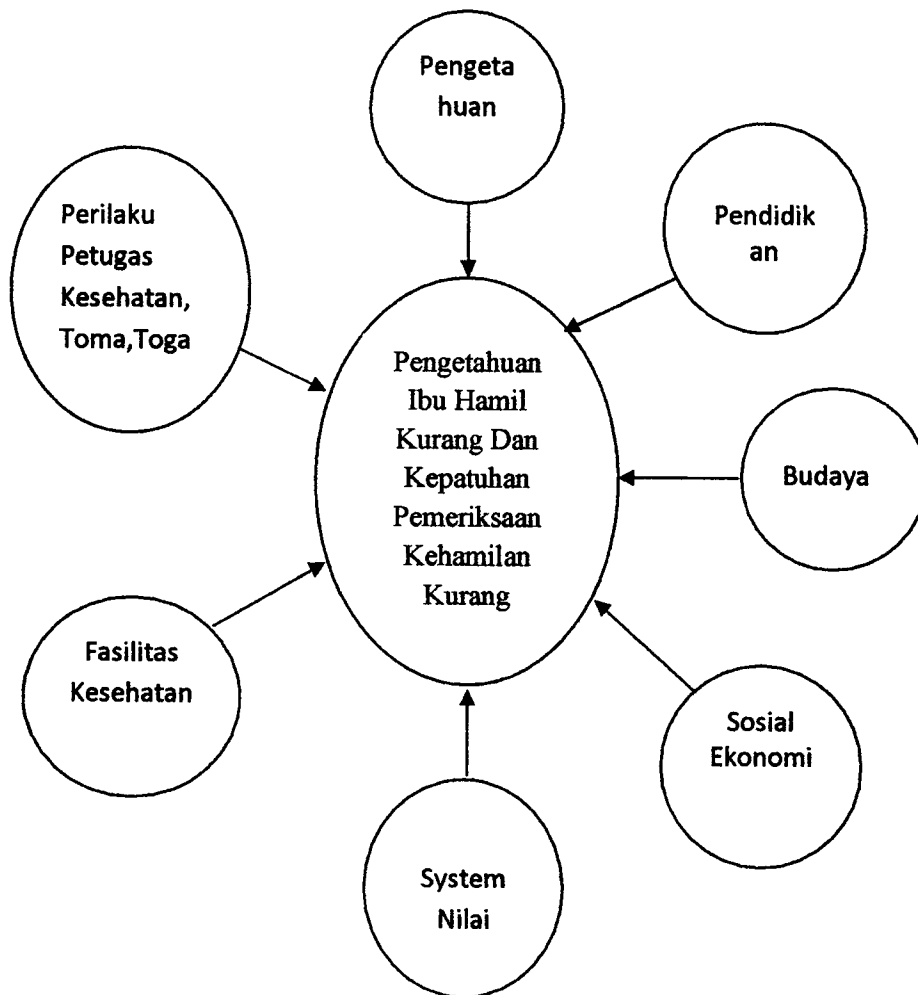 Pengeta
huan
Pendidik
an
Perilaku
Petugas
Kesehatan,
Toma,Toga
Pengetahuan
Ibu Hamil
Kurang Dan
Kepatuhan
Pemeriksaan
Kehamilan
Kurang
Budaya
Fasilitas
Kesehatan
Sosial
Ekonomi
System
Nilai